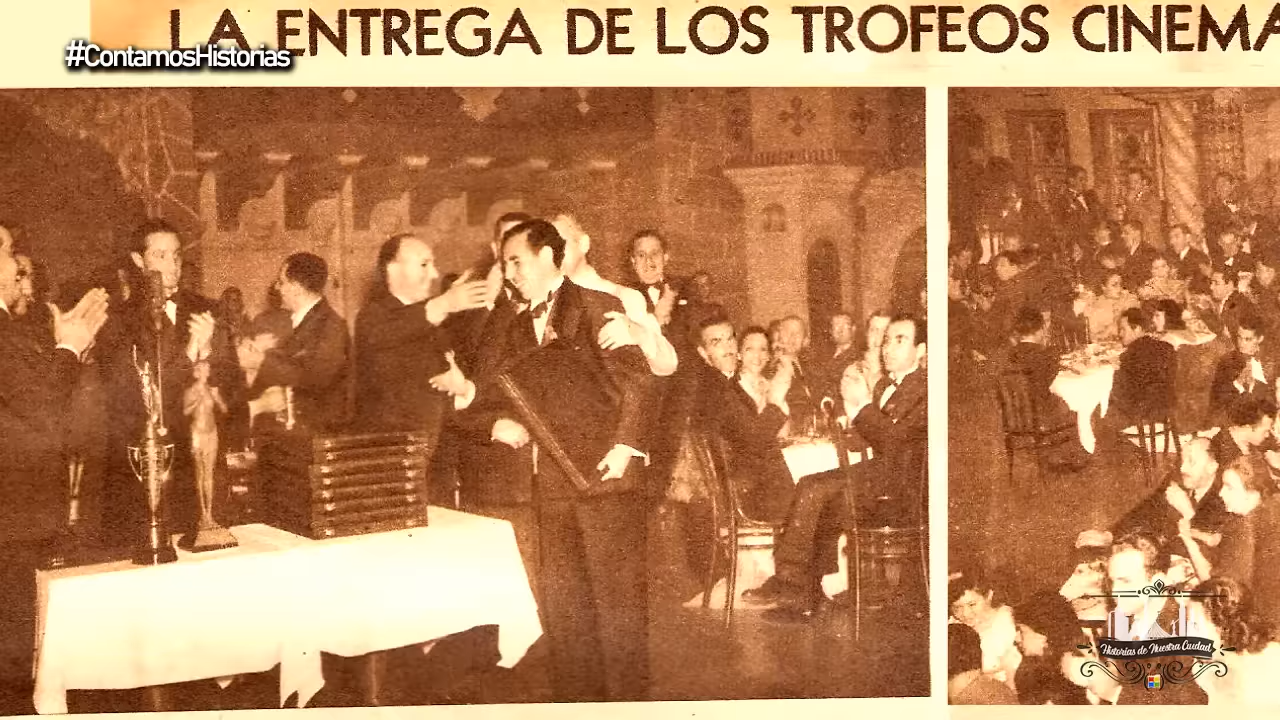 LA ENTREGA DE LOS TROFEOS CINEMA
#ContamosHistorias
Historias de Nuestra Ciudad